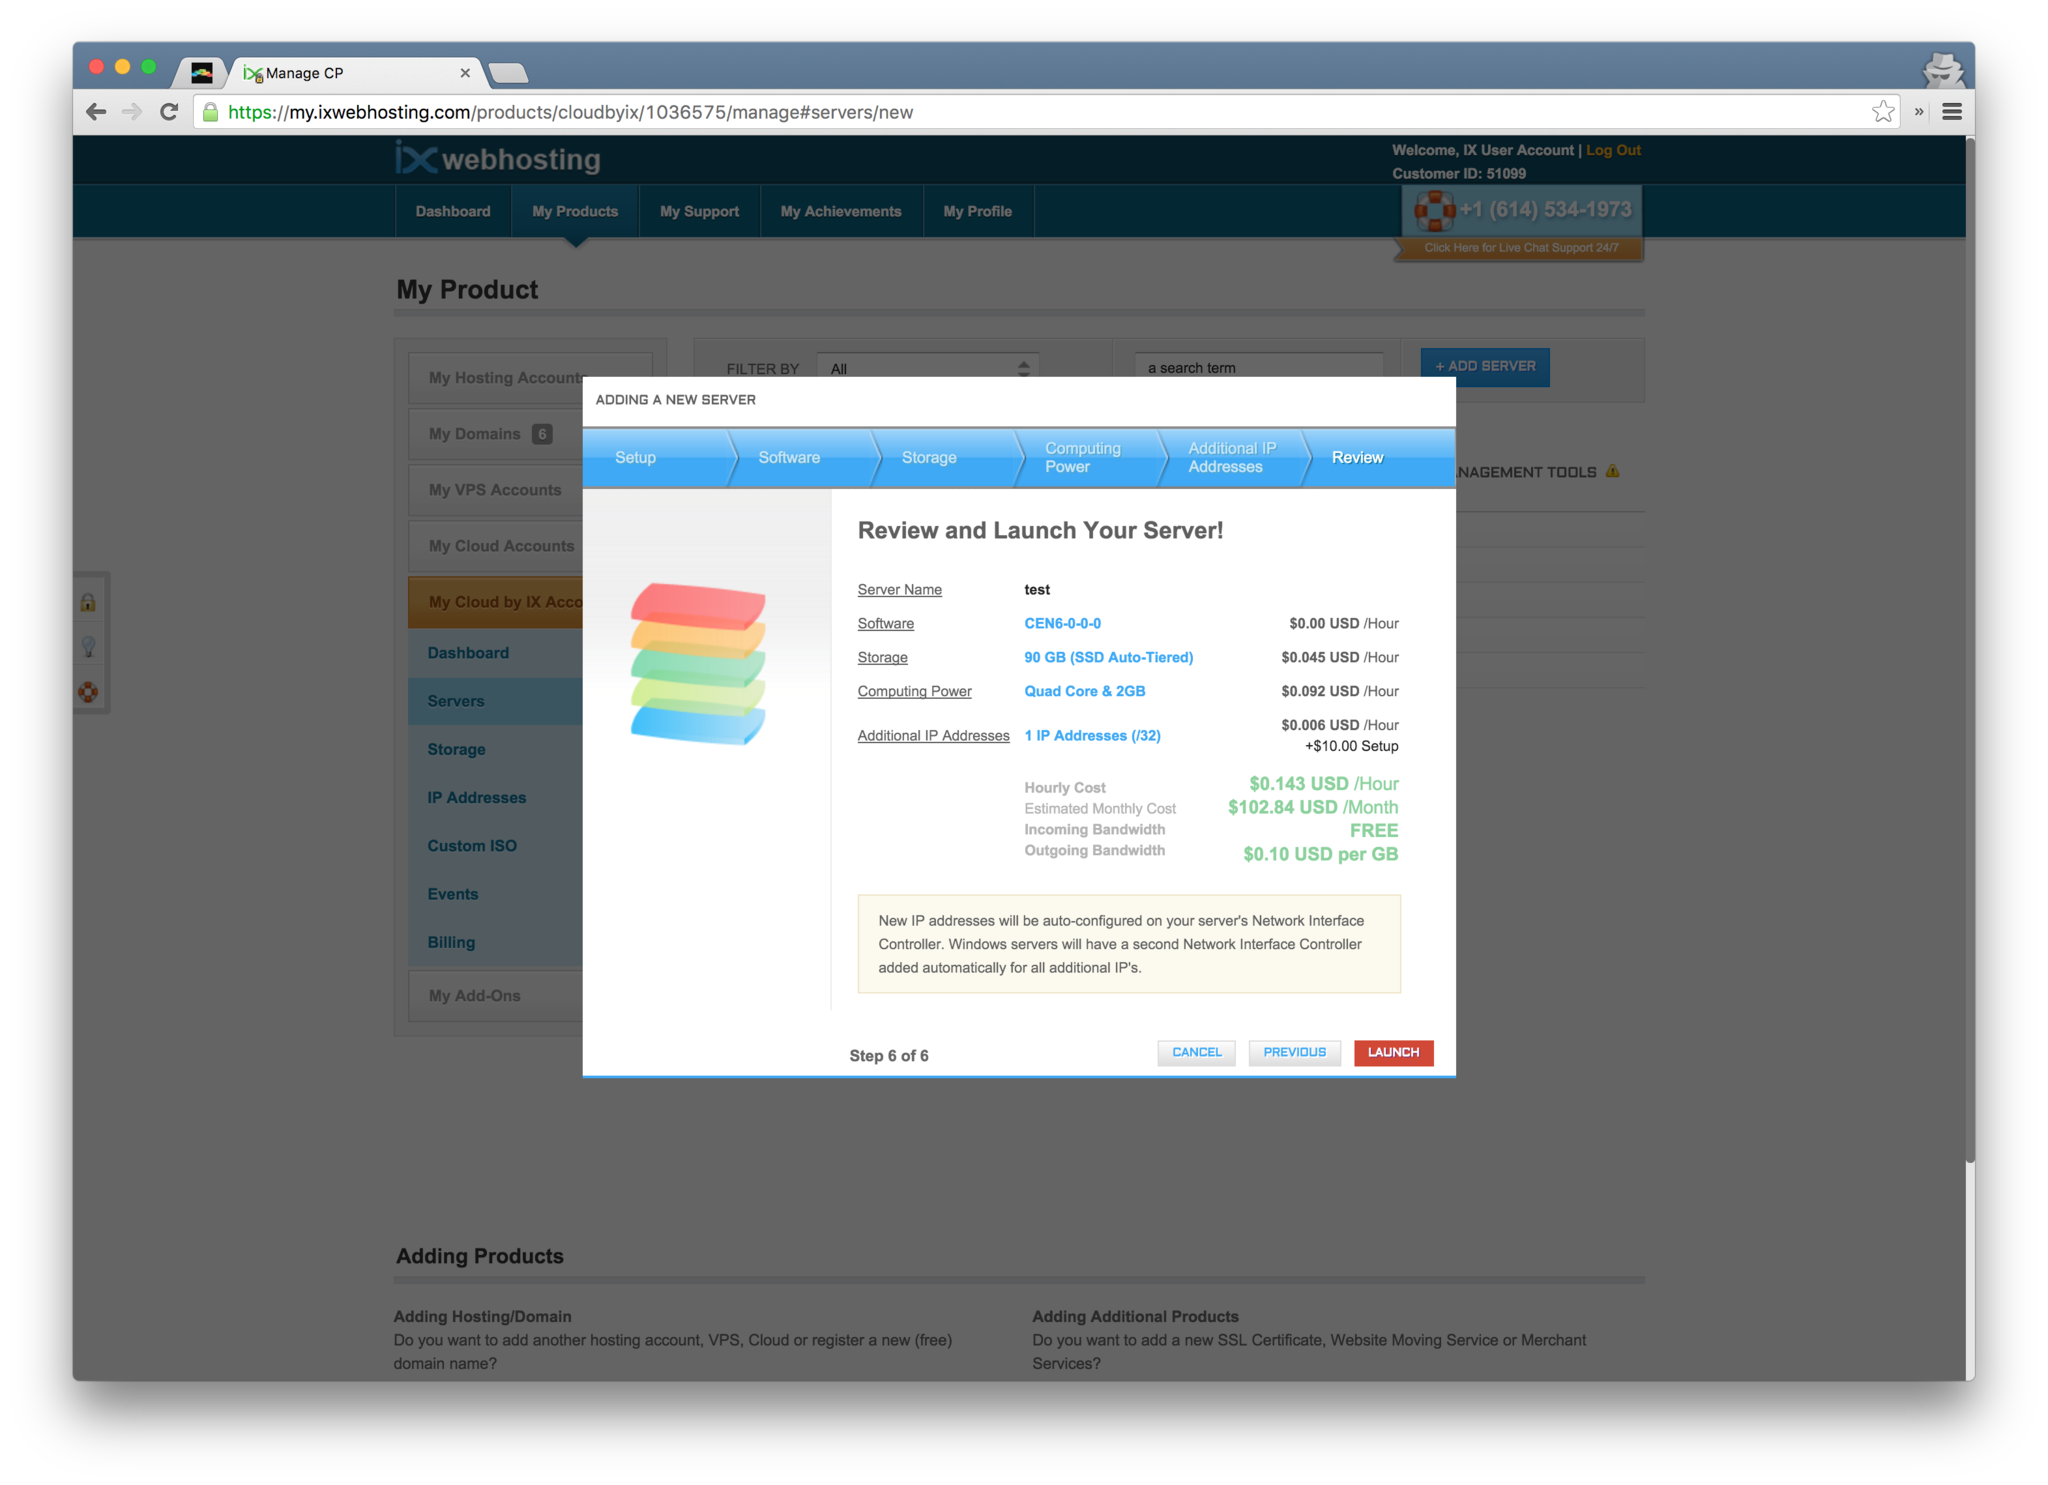 Manage CP
https://my.ixwebhosting.com/products/cloudbyix/1036575/manage#servers/new
ix webhosting
Welcome, IX User Account | Log Out
Customer ID: 51099
Dashboard
My Products
My Support
My Achievements
My Profile
+1 (614) 534-1973
Click Here for Live Chat Support 24/7
My Product
My Hosting Accounts
My Domains 6
My VPS Accounts
My Cloud Accounts
My Cloud by IX Acco
Dashboard
Servers
Storage
IP Addresses
Custom ISO
Events
Billing
My Add-Ons
FILTER BY
All
a search term
+ ADD SERVER
NAGEMENT TOOLS
ADDING A NEW SERVER
Setup
Software
Storage
Computing
Power
Additional IP
Addresses
Review
Review and Launch Your Server!
Server Name test
Software CEN6-0-0-0 $0.00 USD /Hour
Storage 90 GB (SSD Auto-Tiered) $0.045 USD /Hour
Computing Power Quad Core & 2GB $0.092 USD /Hour
Additional IP Addresses 1 IP Addresses (/32) $0.006 USD /Hour
+$10.00 Setup
Hourly Cost $0.143 USD /Hour
Estimated Monthly Cost $102.84 USD /Month
Incoming Bandwidth FREE
Outgoing Bandwidth $0.10 USD per GB
New IP addresses will be auto-configured on your server's Network Interface
Controller. Windows servers will have a second Network Interface Controller
added automatically for all additional IP's.
Step 6 of 6
CANCEL
PREVIOUS
LAUNCH
Adding Products
Adding Hosting/Domain
Do you want to add another hosting account, VPS, Cloud or register a new (free)
domain name?
Adding Additional Products
Do you want to add a new SSL Certificate, Website Moving Service or Merchant
Services?